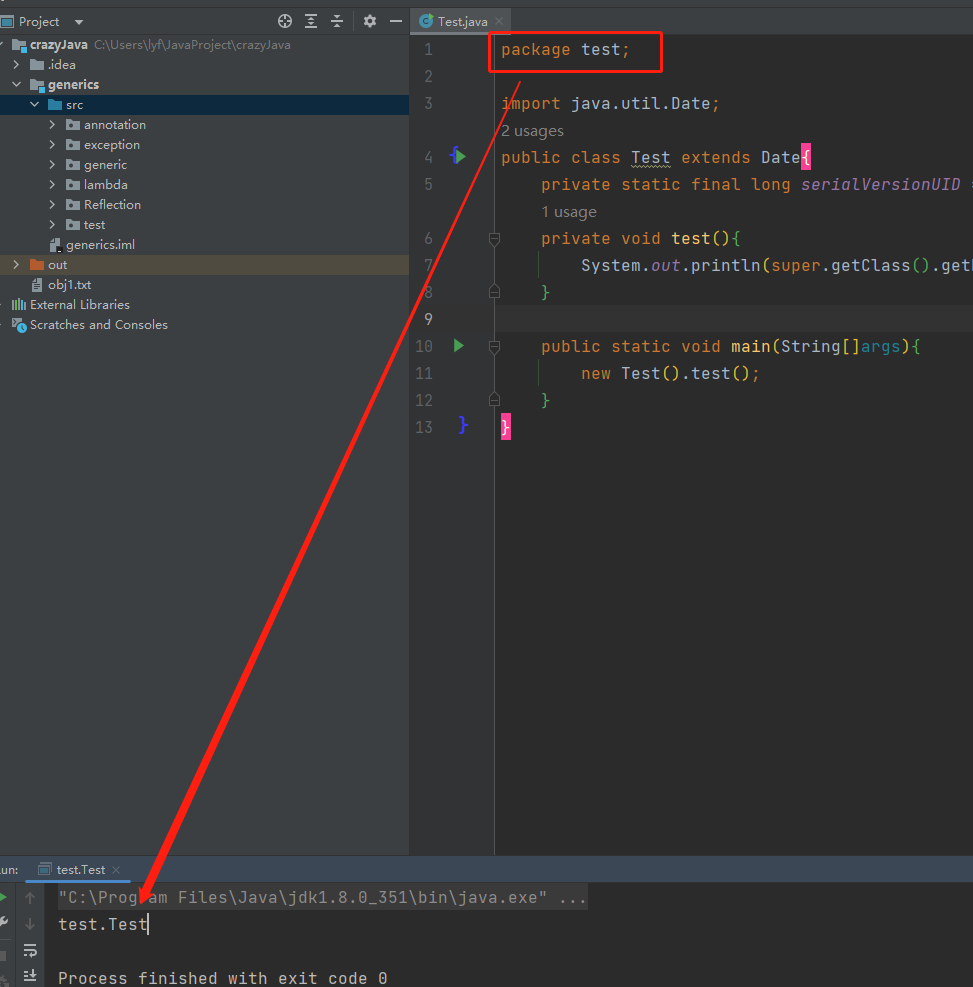 Project
Test.java
crazyJava C:\Users\lyf\JavaProject\crazyJava
.idea
generics
src
annotation
exception
generic
lambda
Reflection
test
generics.iml
out
obj1.txt
External Libraries
Scratches and Consoles
1 package test;
2
3 import java.util.Date;
2 usages
4 public class Test extends Date{
5 private static final long serialVersionUID
1 usage
6 private void test(){
7 System.out.println(super.getClass().get
8 }
9
10 public static void main(String[]args){
11 new Test().test();
12 }
13 }
un: test.Test
"C:\Program Files\Java\jdk1.8.0_351\bin\java.exe" ...
test.Test
Process finished with exit code 0